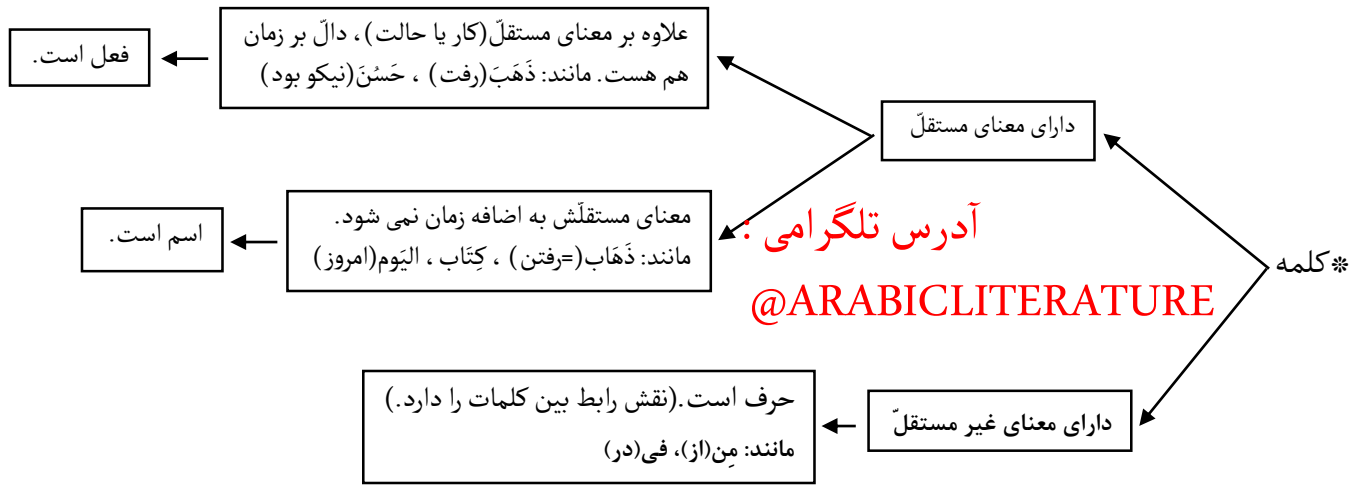 *کلمه
دارای معنای مستقلّ
علاوه بر معنای مستقلّ(کار یا حالت)، دالّ بر زمان
هم هست. مانند: ذَهَبَ(رفت) ، حَسُنَ(نیکو بود)
فعل است.
معنای مستقلّش به اضافه زمان نمی شود.
مانند: ذَهَاب(=رفتن) ، کِتَاب ، الیَوم(امروز)
اسم است.
آدرس تلگرامی :
@ARABICLITERATURE
دارای معنای غیر مستقلّ
حرف است.(نقش رابط بین کلمات را دارد.)
مانند: مِن(از)، فی(در)